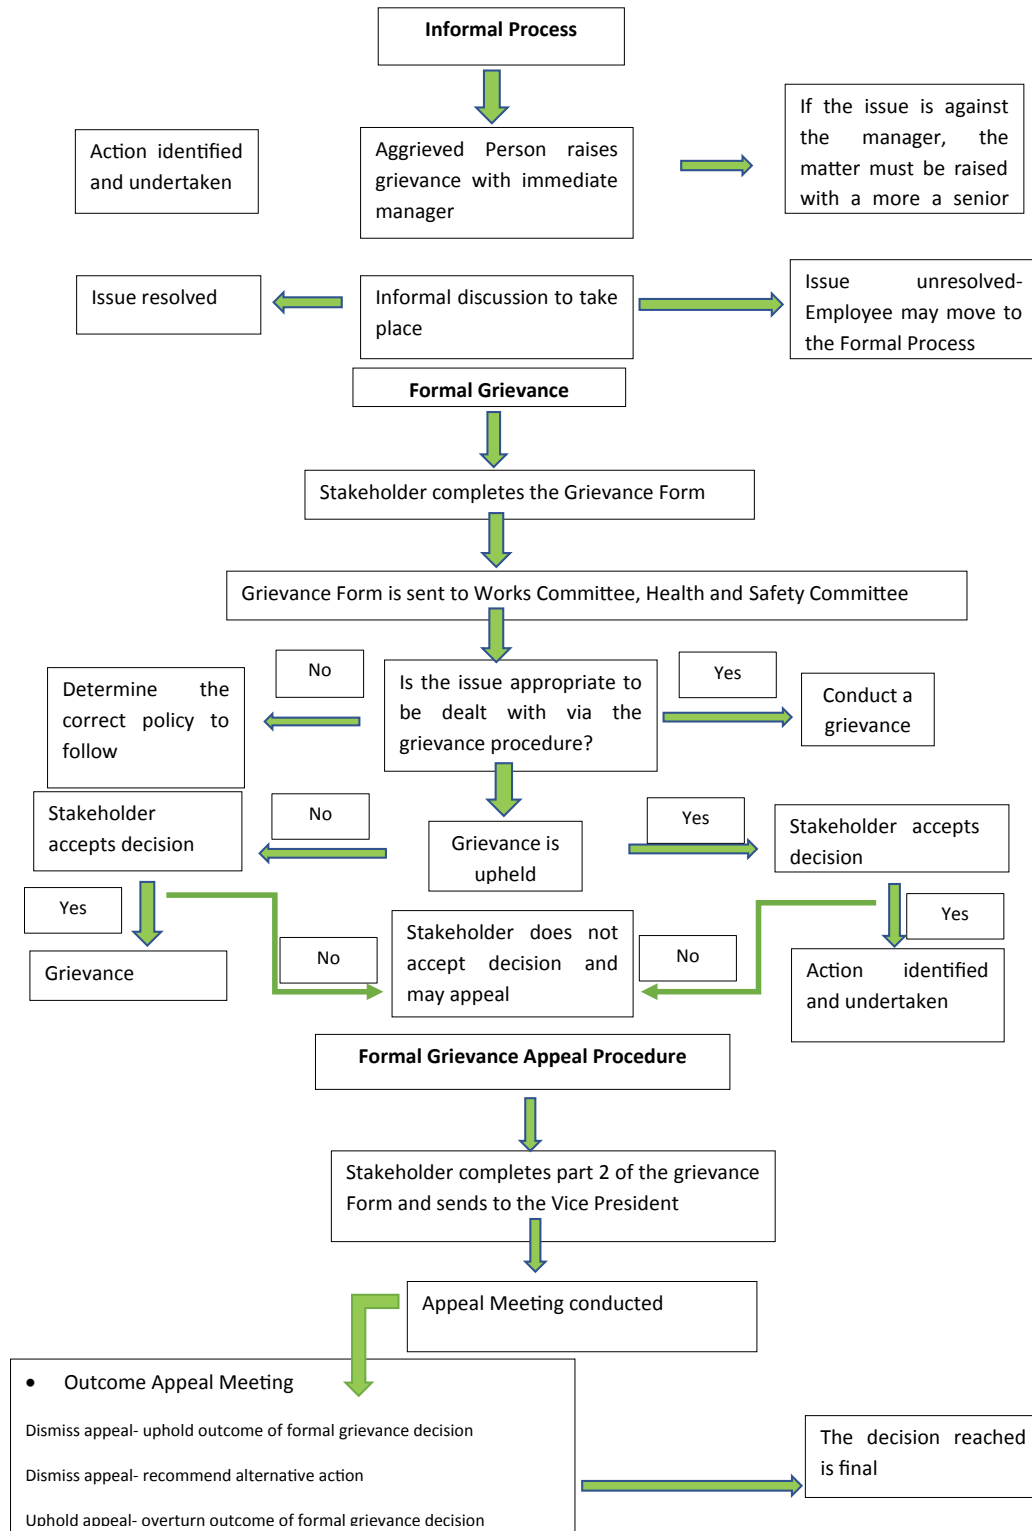 Informal Process
Action identified
and undertaken
Aggrieved Person raises
grievance with immediate
manager
If the issue is against
the manager, the
matter must be raised
with a more a senior
Issue resolved
Informal discussion to take
place
Issue unresolved-
Employee may move to
the Formal Process
Formal Grievance
Stakeholder completes the Grievance Form
Grievance Form is sent to Works Committee, Health and Safety Committee
No
Yes
Determine the
correct policy to
follow
Is the issue appropriate to
be dealt with via the
grievance procedure?
Conduct a
grievance
Stakeholder
accepts decision
No
Grievance is
upheld
Yes
Stakeholder accepts
decision
Yes
Grievance
No
Stakeholder does not
accept decision and
may appeal
No
Yes
Action identified
and undertaken
Formal Grievance Appeal Procedure
Stakeholder completes part 2 of the grievance
Form and sends to the Vice President
Appeal Meeting conducted
• Outcome Appeal Meeting
Dismiss appeal- uphold outcome of formal grievance decision
Dismiss appeal- recommend alternative action
Uphold appeal- overturn outcome of formal grievance decision
The decision reached
is final